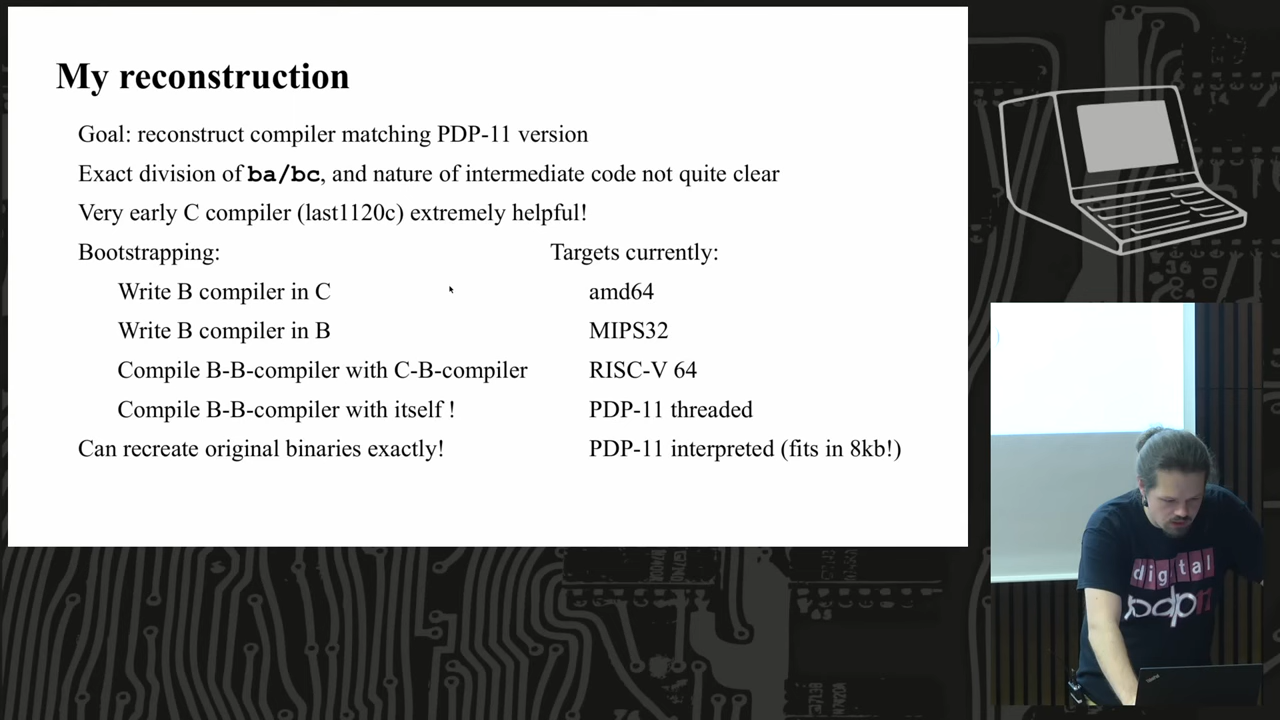 My reconstruction
Goal: reconstruct compiler matching PDP-11 version
Exact division of ba/bc, and nature of intermediate code not quite clear
Very early C compiler (last1120c) extremely helpful!
Bootstrapping:
Write B compiler in C
Write B compiler in B
Compile B-B-compiler with C-B-compiler
Compile B-B-compiler with itself !
Can recreate original binaries exactly!
Targets currently:
amd64
MIPS32
RISC-V 64
PDP-11 threaded
PDP-11 interpreted (fits in 8kb!)
digital
pdp11